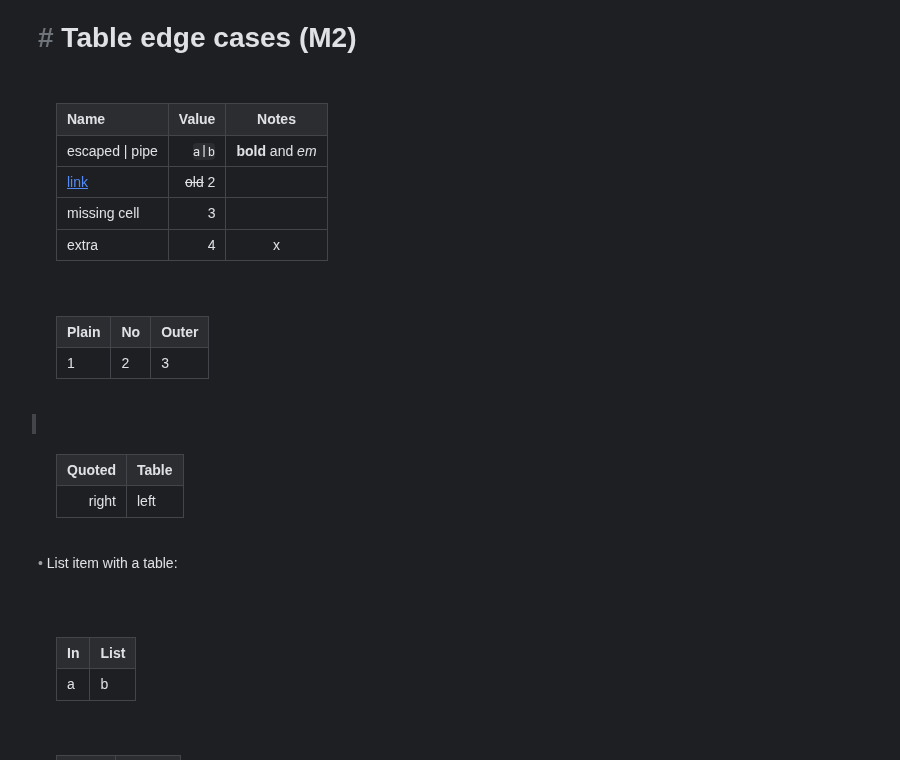 # Table edge cases (M2)
Name Value Notes
escaped | pipe a|b bold and em
link old 2
missing cell 3
extra 4 x
Plain No Outer
1 2 3
Quoted Table
right left
• List item with a table:
In List
a b